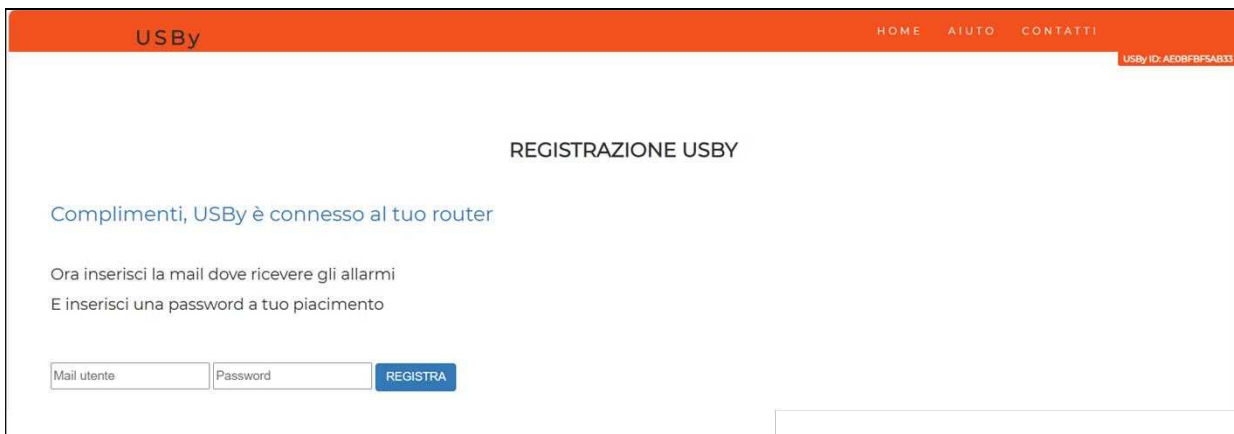 USBy
HOME AIUTO CONTATTI
USBy ID: AE0BFBF5AB33
REGISTRAZIONE USBY
Complimenti, USBy è connesso al tuo router
Ora inserisci la mail dove ricevere gli allarmi
E inserisci una password a tuo piacimento
Mail utente Password REGISTRA